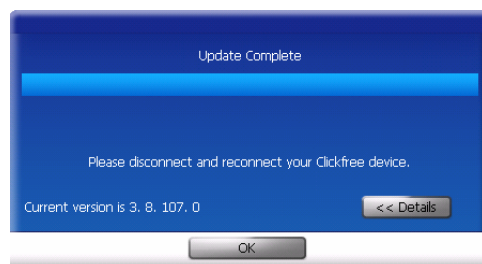 Update Complete
Please disconnect and reconnect your Clickfree device.
Current version is 3. 8. 107. 0
<< Details
OK